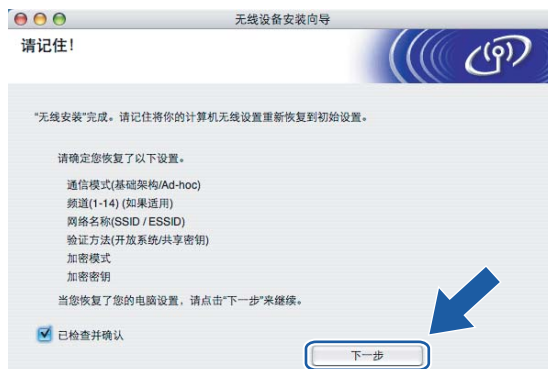 无线设备安装向导
请记住!
"无线安装"完成。请记住将你的计算机无线设置重新恢复到初始设置。
请确定您恢复了以下设置。
通信模式(基础架构/Ad-hoc)
频道(1-14) (如果适用)
网络名称(SSID / ESSID)
验证方法(开放系统/共享密钥)
加密模式
加密密钥
当您恢复了您的电脑设置，请点击"下一步"来继续。
已检查并确认
下一步